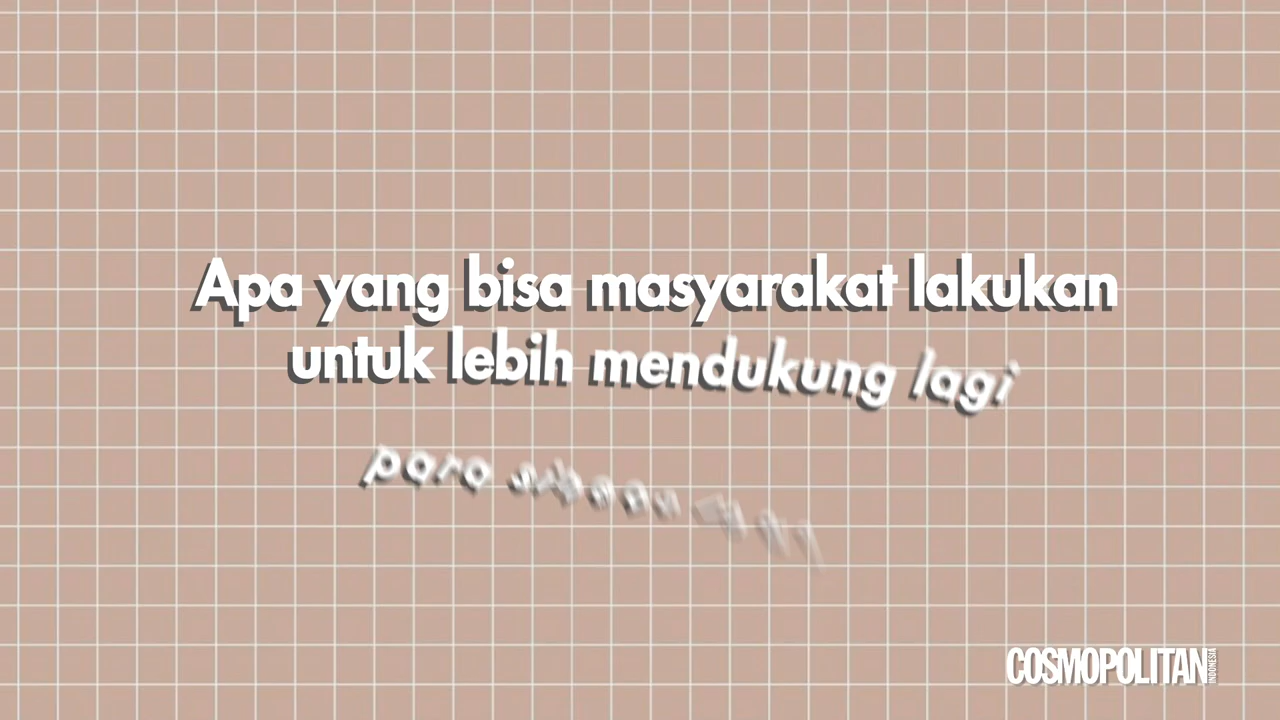 Apa yang bisa masyarakat lakukan
untuk lebih mendukung lagi
para
COSMOPOLITAN
INDONESIA